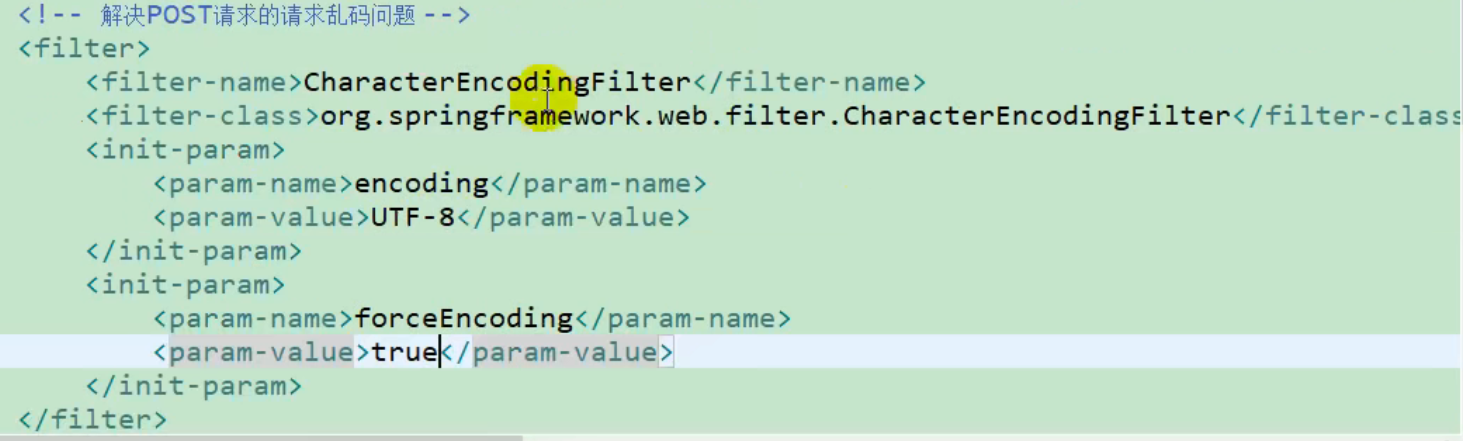 <!-- 解决POST请求的请求乱码问题 -->
<filter>
<filter-name>CharacterEncodingFilter</filter-name>
<filter-class>org.springframework.web.filter.CharacterEncodingFilter</filter-class
<init-param>
<param-name>encoding</param-name>
<param-value>UTF-8</param-value>
</init-param>
<init-param>
<param-name>forceEncoding</param-name>
<param-value>true</param-value>
</init-param>
</filter>